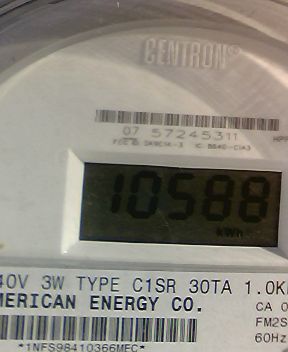 CENTRON®
07 57245311
10588
kWh
40V 3W TYPE C1SR 30TA 1.0K
MERICAN ENERGY CO.
CA 0
FM2S
60Hz
*1NFS98410366MEC*